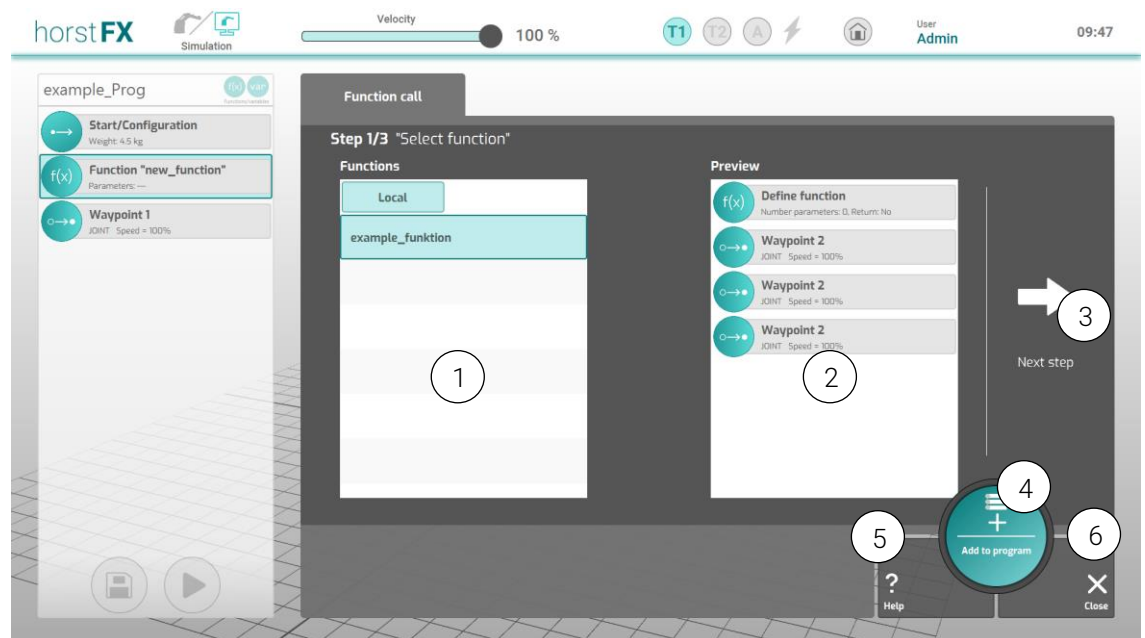 horstFX
Simulation
Velocity
100 %
T1
T2
A
User
Admin
09:47
example_Prog
f(x)
var
Functions/Variables
Start/Configuration
Weight: 4.5 kg
f(x)
Function "new_function"
Parameters: —
Waypoint 1
JOINT Speed = 100%
Function call
Step 1/3 "Select function"
Functions
Local
example_funktion
1
Preview
f(x)
Define function
Number parameters: 0, Return: No
Waypoint 2
JOINT Speed = 100%
Waypoint 2
JOINT Speed = 100%
Waypoint 2
JOINT Speed = 100%
2
3
Next step
4
Add to program
5
?
Help
6
Close